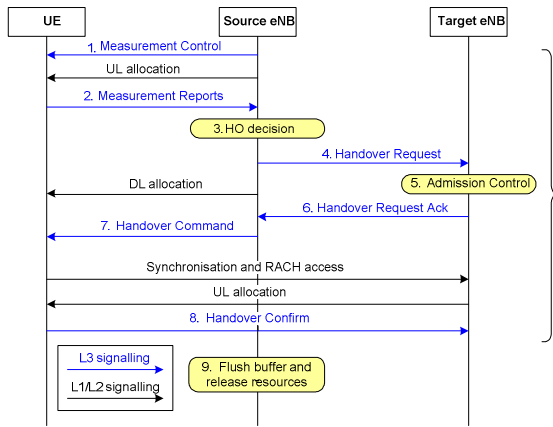 UE
Source eNB
Target eNB
1. Measurement Control
UL allocation
2. Measurement Reports
3. HO decision
4. Handover Request
DL allocation
5. Admission Control
6. Handover Request Ack
7. Handover Command
Synchronisation and RACH access
UL allocation
8. Handover Confirm
L3 signalling
L1/L2 signalling
9. Flush buffer and
release resources